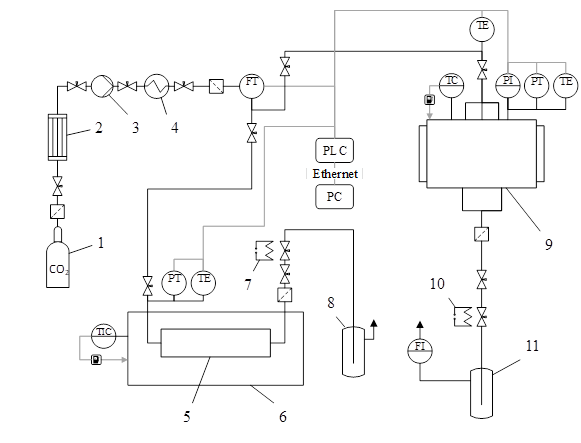 TE
FT
TC
PI
PT
TE
2
3
4
PLC
Ethernet
PC
9
1
CO2
PT
TE
7
8
10
TIC
FI
11
5
6